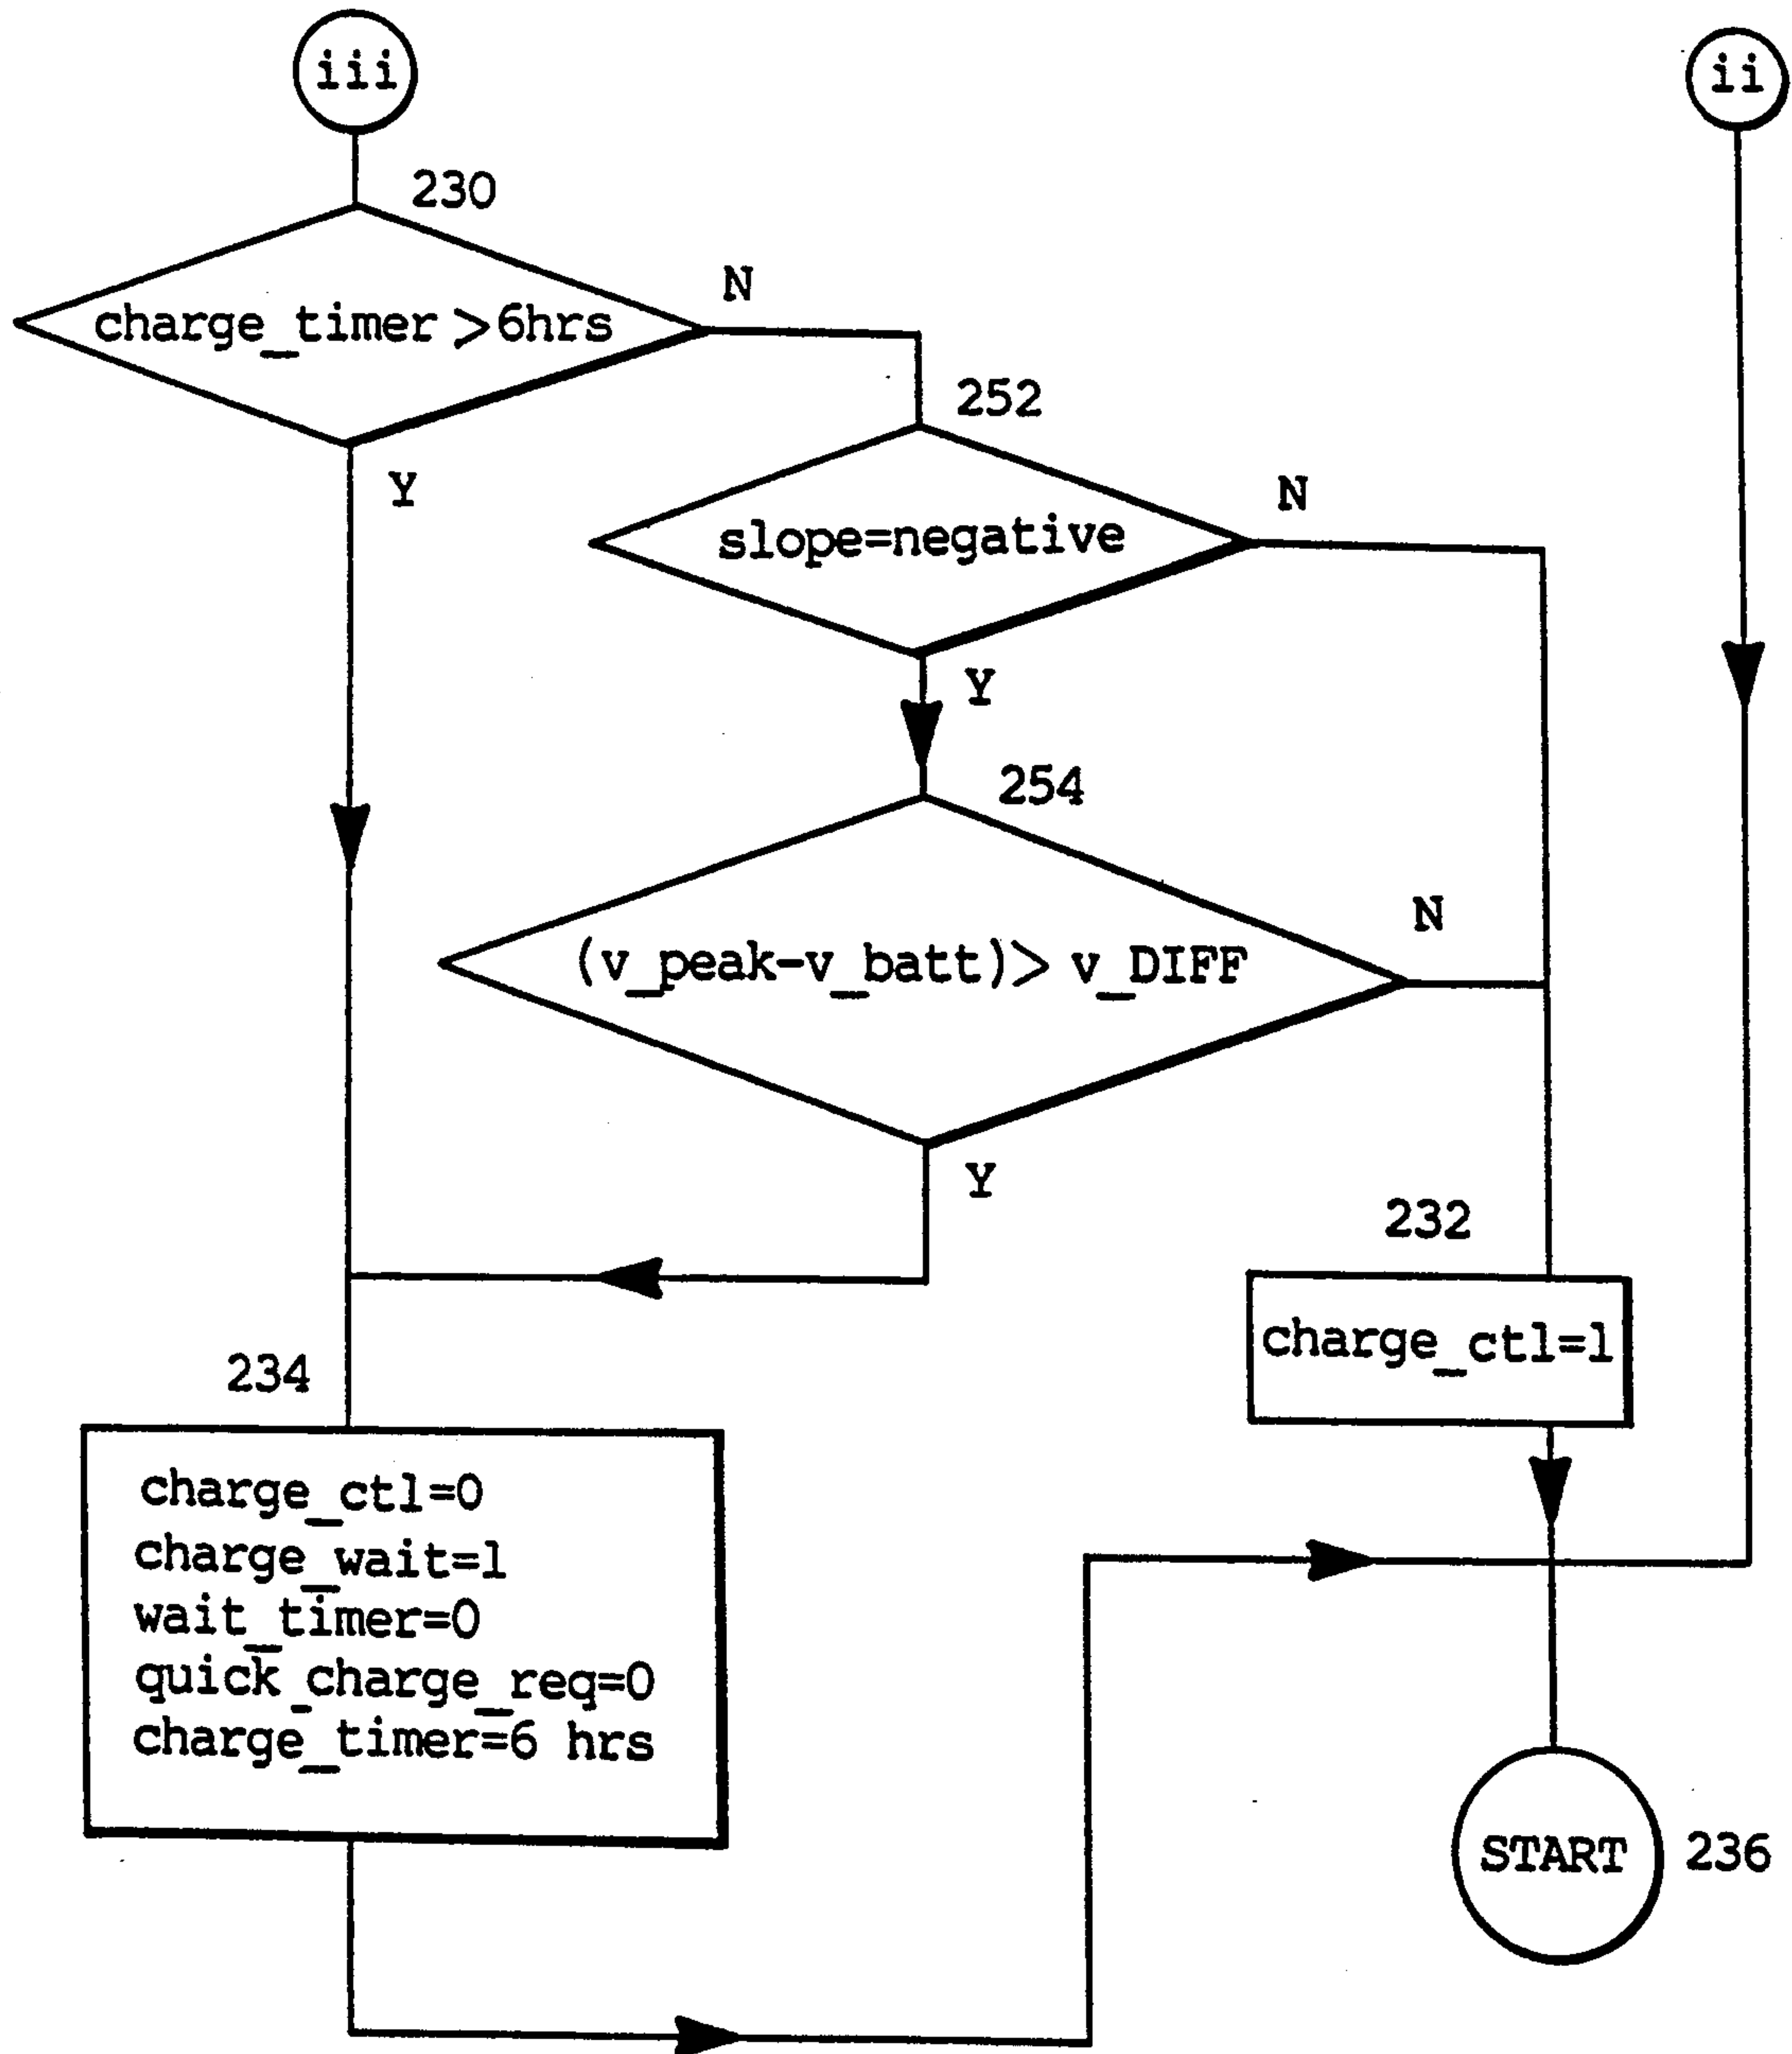 iii
ii
230
charge_timer >6hrs
N
Y
252
slope=negative
N
Y
254
(v_peak-v_batt)> v_DIFF
N
Y
232
charge_ctl=1
234
charge_ctl=0
charge_wait=1
wait_timer=0
quick_charge_req=0
charge_timer=6 hrs
START
236